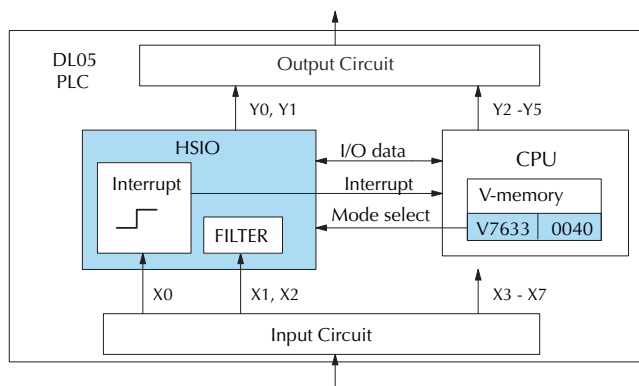 DL05
PLC
Output Circuit
Y0, Y1
Y2 -Y5
HSIO
I/O data
CPU
Interrupt
Interrupt
V-memory
Mode select
FILTER
V7633
0040
X0
X1, X2
X3 - X7
Input Circuit